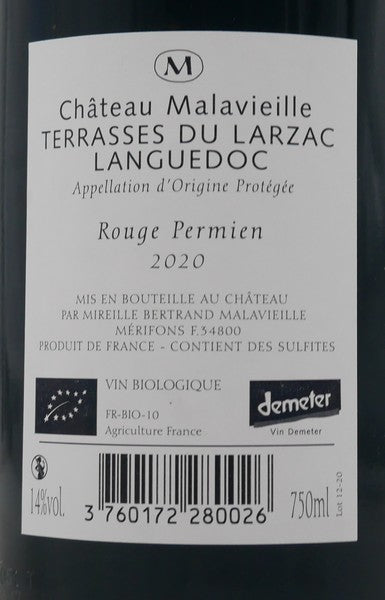 M
Château Malavieille
TERRASSES DU LARZAC
LANGUEDOC
Appellation d'Origine Protégée
Rouge Permien
2020
MIS EN BOUTEILLE AU CHÂTEAU
PAR MIREILLE BERTRAND MALAVIEILLE
MÉRIFONS F.34800
PRODUIT DE FRANCE - CONTIENT DES SULFITES
VIN BIOLOGIQUE
FR-BIO-10
Agriculture France
demeter
Vin Demeter
14%vol.
3 760172 280026
750ml
Lot 12-20